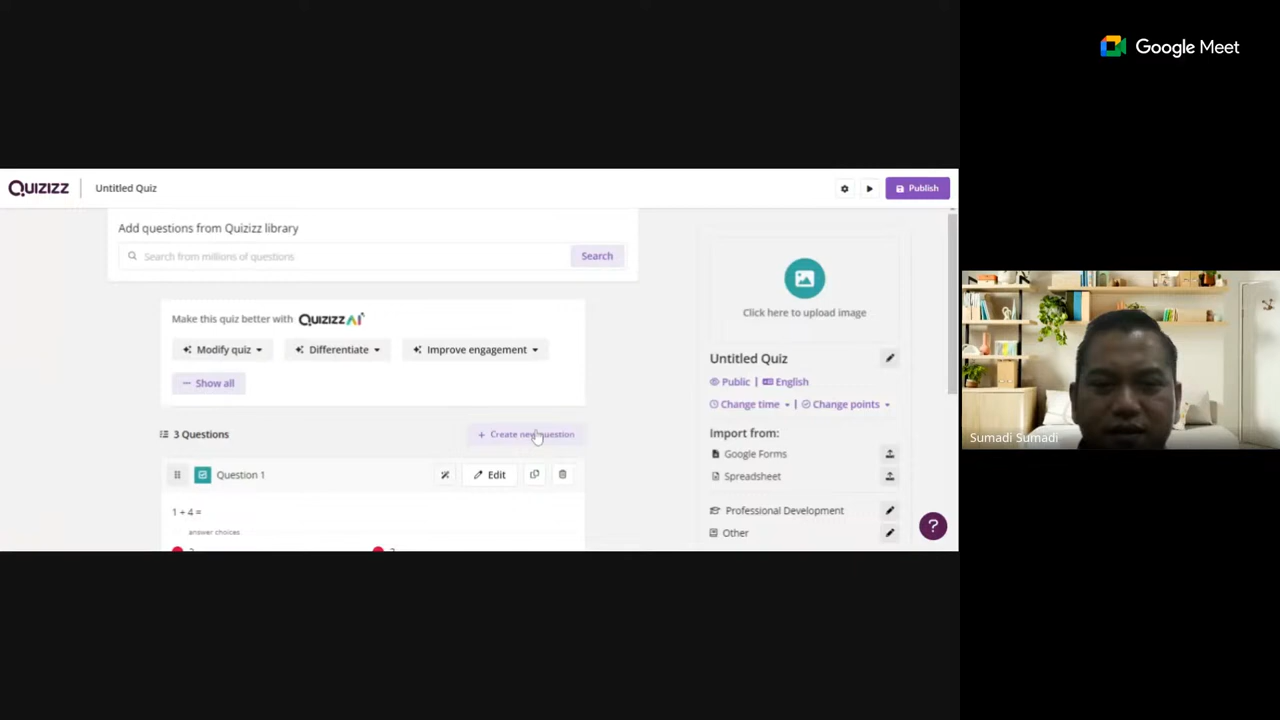 Google Meet
QUIZIZZ
Untitled Quiz
Publish
Add questions from Quizizz library
Search from millions of questions
Search
Make this quiz better with QUIZIZZ AI
Modify quiz
Differentiate
Improve engagement
Show all
3 Questions
+ Create new question
Question 1
Edit
1 + 4 =
answer choices
Click here to upload image
Untitled Quiz
Public | English
Change time | Change points
Import from:
Google Forms
Spreadsheet
Professional Development
Other
?
Sumadi Sumadi